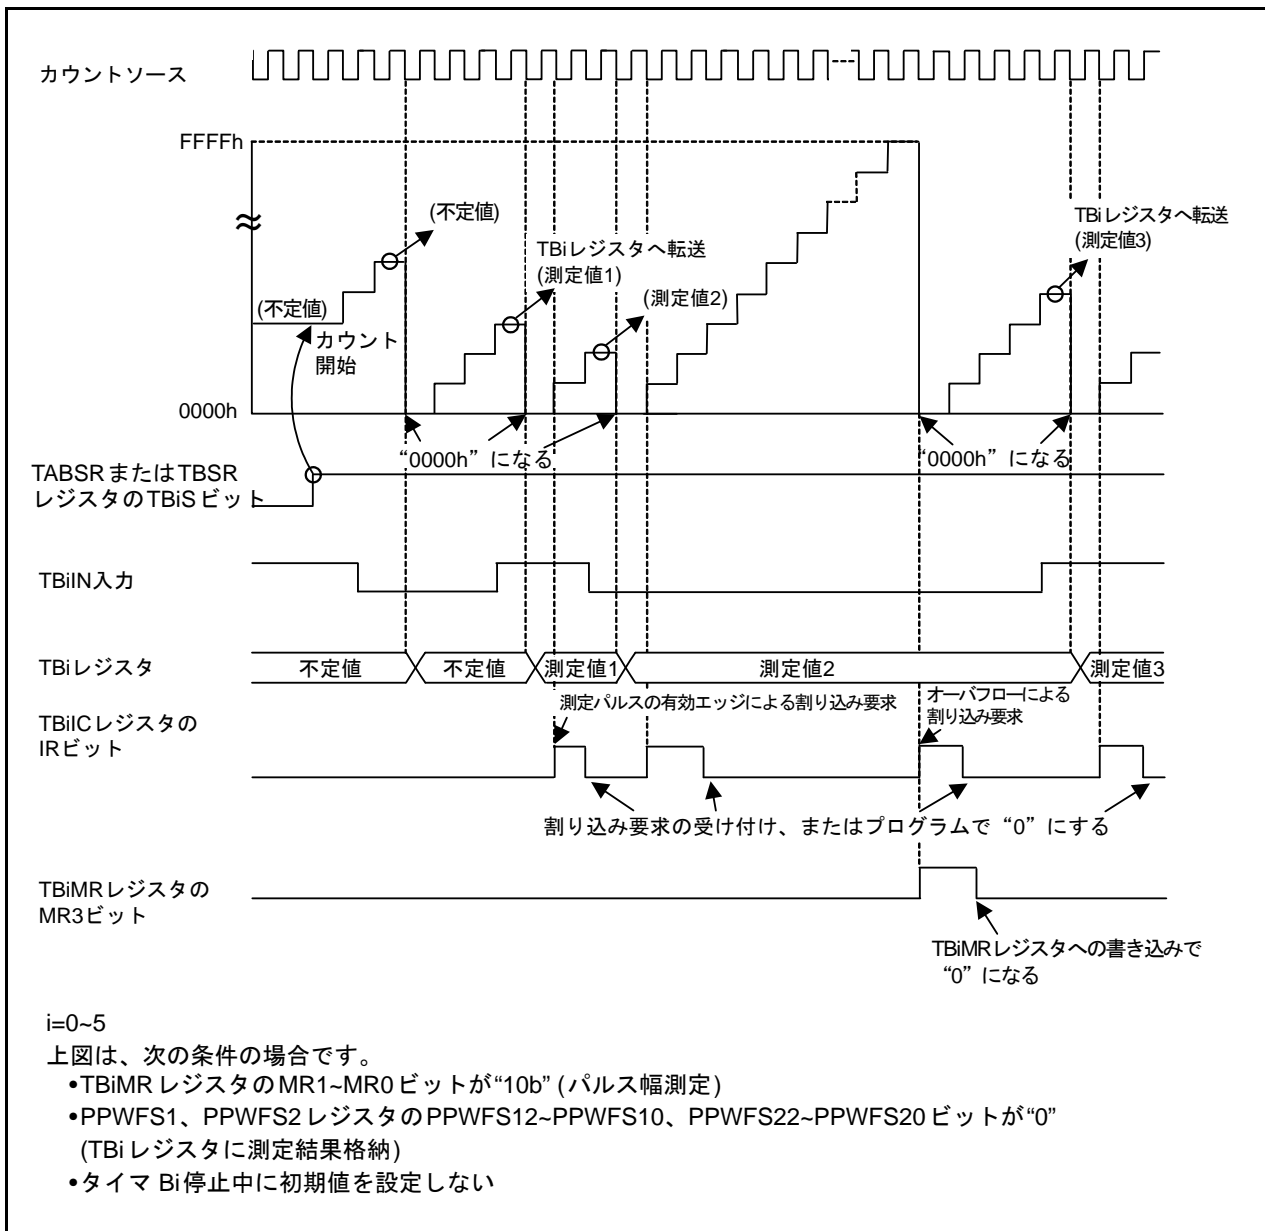 カウントソース
FFFFh
(不定値)
TBiレジスタへ転送
(測定値3)
TBiレジスタへ転送
(測定値1)
(測定値2)
(不定値)
カウント
開始
0000h
“0000h”になる
“0000h”になる
TABSRまたはTBSR
レジスタのTBiSビット
TBiIN入力
TBiレジスタ
不定値 不定値 測定値1 測定値2 測定値3
測定パルスの有効エッジによる割り込み要求
オーバフローによる
割り込み要求
TBiICレジスタの
IRビット
割り込み要求の受け付け、またはプログラムで“0”にする
TBiMRレジスタの
MR3ビット
TBiMRレジスタへの書き込みで
“0”になる
i=0~5
上図は、次の条件の場合です。
•TBiMRレジスタのMR1~MR0ビットが“10b” (パルス幅測定)
•PPWFS1、PPWFS2レジスタのPPWFS12~PPWFS10、PPWFS22~PPWFS20ビットが“0”
(TBiレジスタに測定結果格納)
•タイマ Bi停止中に初期値を設定しない